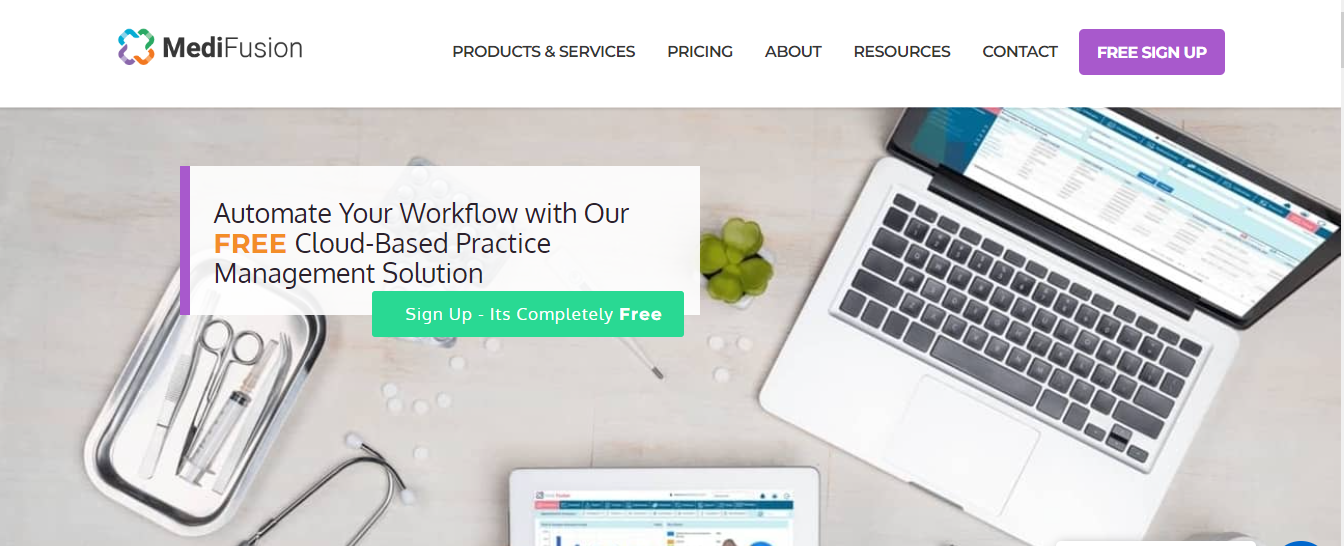 MediFusion
PRODUCTS & SERVICES
PRICING
ABOUT
RESOURCES
CONTACT
FREE SIGN UP
Automate Your Workflow with Our
FREE Cloud-Based Practice
Management Solution
Sign Up - Its Completely Free